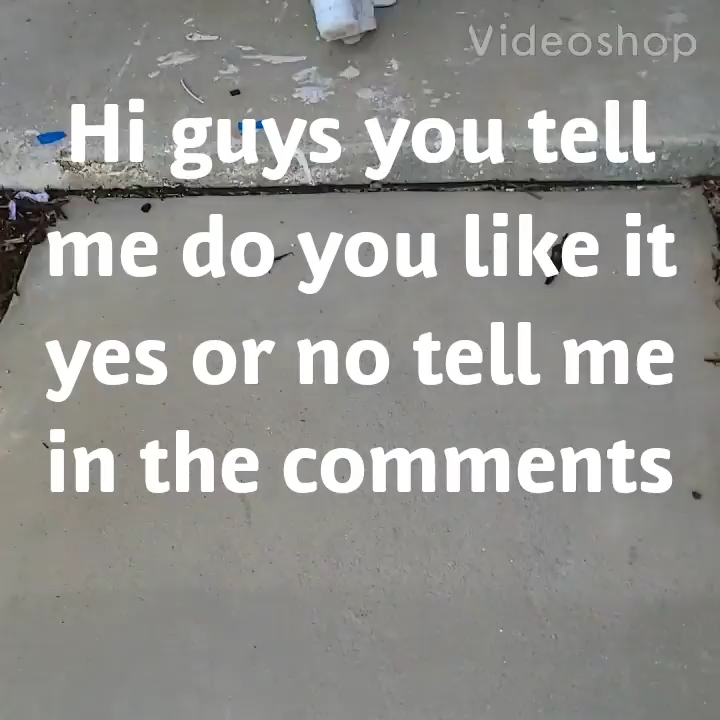 Videoshop
Hi guys you tell
me do you like it
yes or no tell me
in the comments